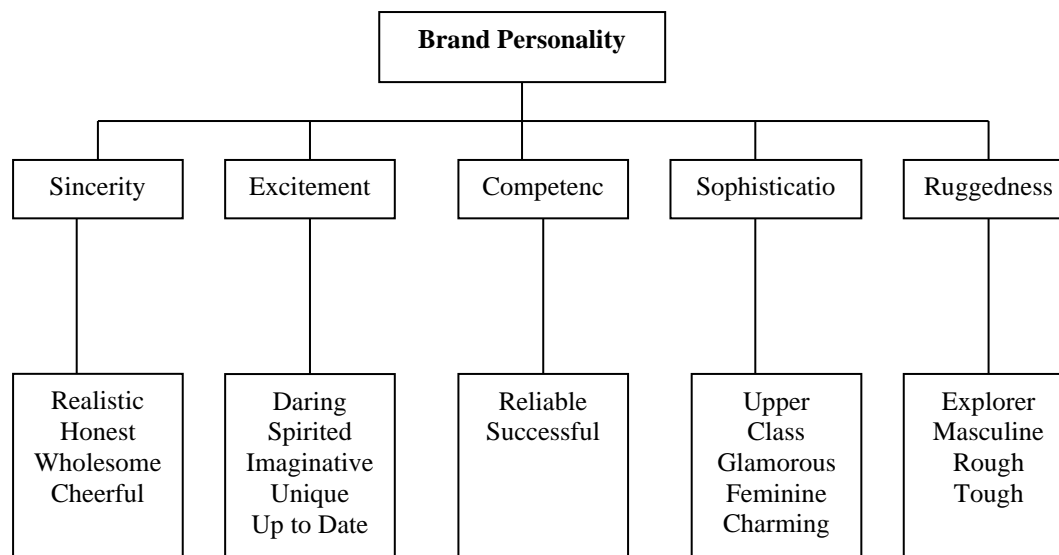 Brand Personality
Sincerity
Excitement
Competenc
Sophisticatio
Ruggedness
Realistic
Honest
Wholesome
Cheerful
Daring
Spirited
Imaginative
Unique
Up to Date
Reliable
Successful
Upper
Class
Glamorous
Feminine
Charming
Explorer
Masculine
Rough
Tough